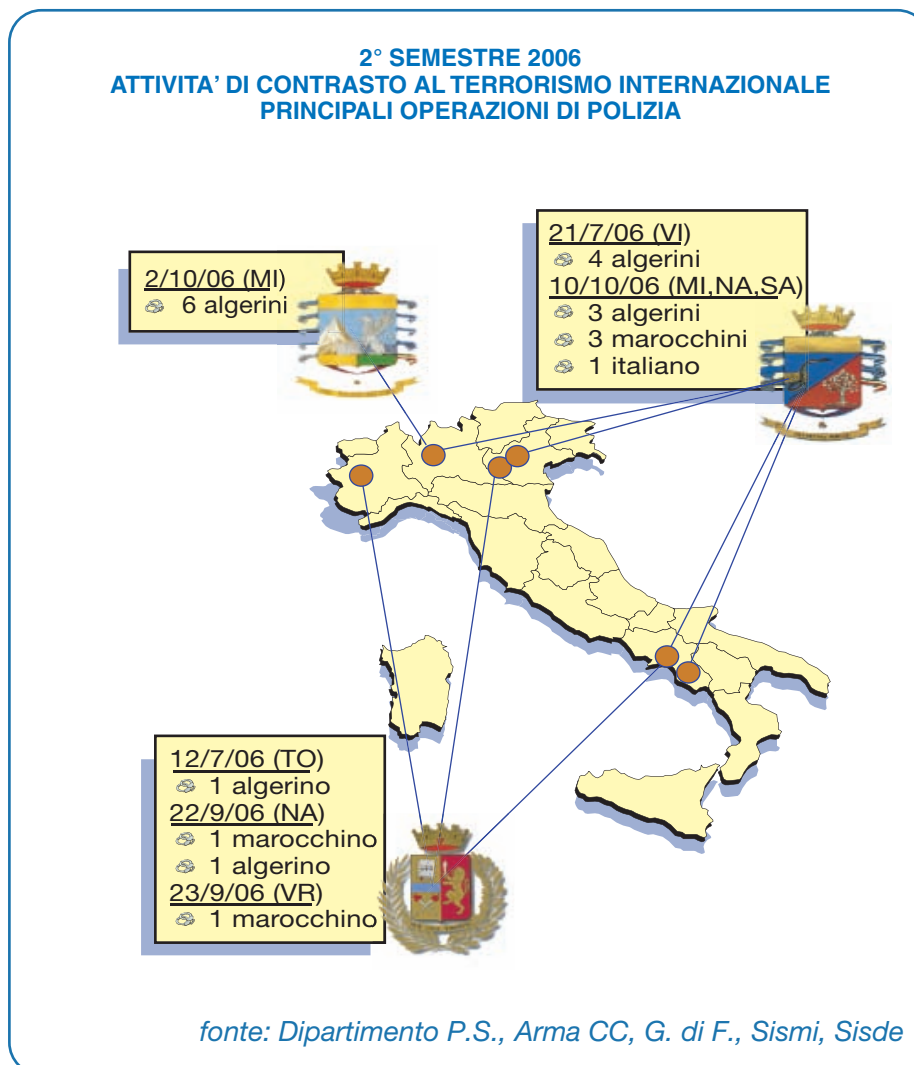 2° SEMESTRE 2006
ATTIVITA' DI CONTRASTO AL TERRORISMO INTERNAZIONALE
PRINCIPALI OPERAZIONI DI POLIZIA
2/10/06 (MI)
6 algerini
21/7/06 (VI)
4 algerini
10/10/06 (MI,NA,SA)
3 algerini
3 marocchini
1 italiano
12/7/06 (TO)
1 algerino
22/9/06 (NA)
1 marocchino
1 algerino
23/9/06 (VR)
1 marocchino
fonte: Dipartimento P.S., Arma CC, G. di F., Sismi, Sisde